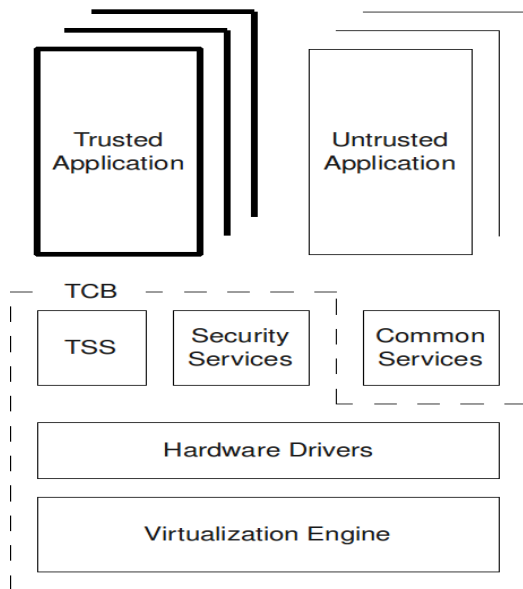 Trusted
Application
Untrusted
Application
TCB
TSS
Security
Services
Common
Services
Hardware Drivers
Virtualization Engine